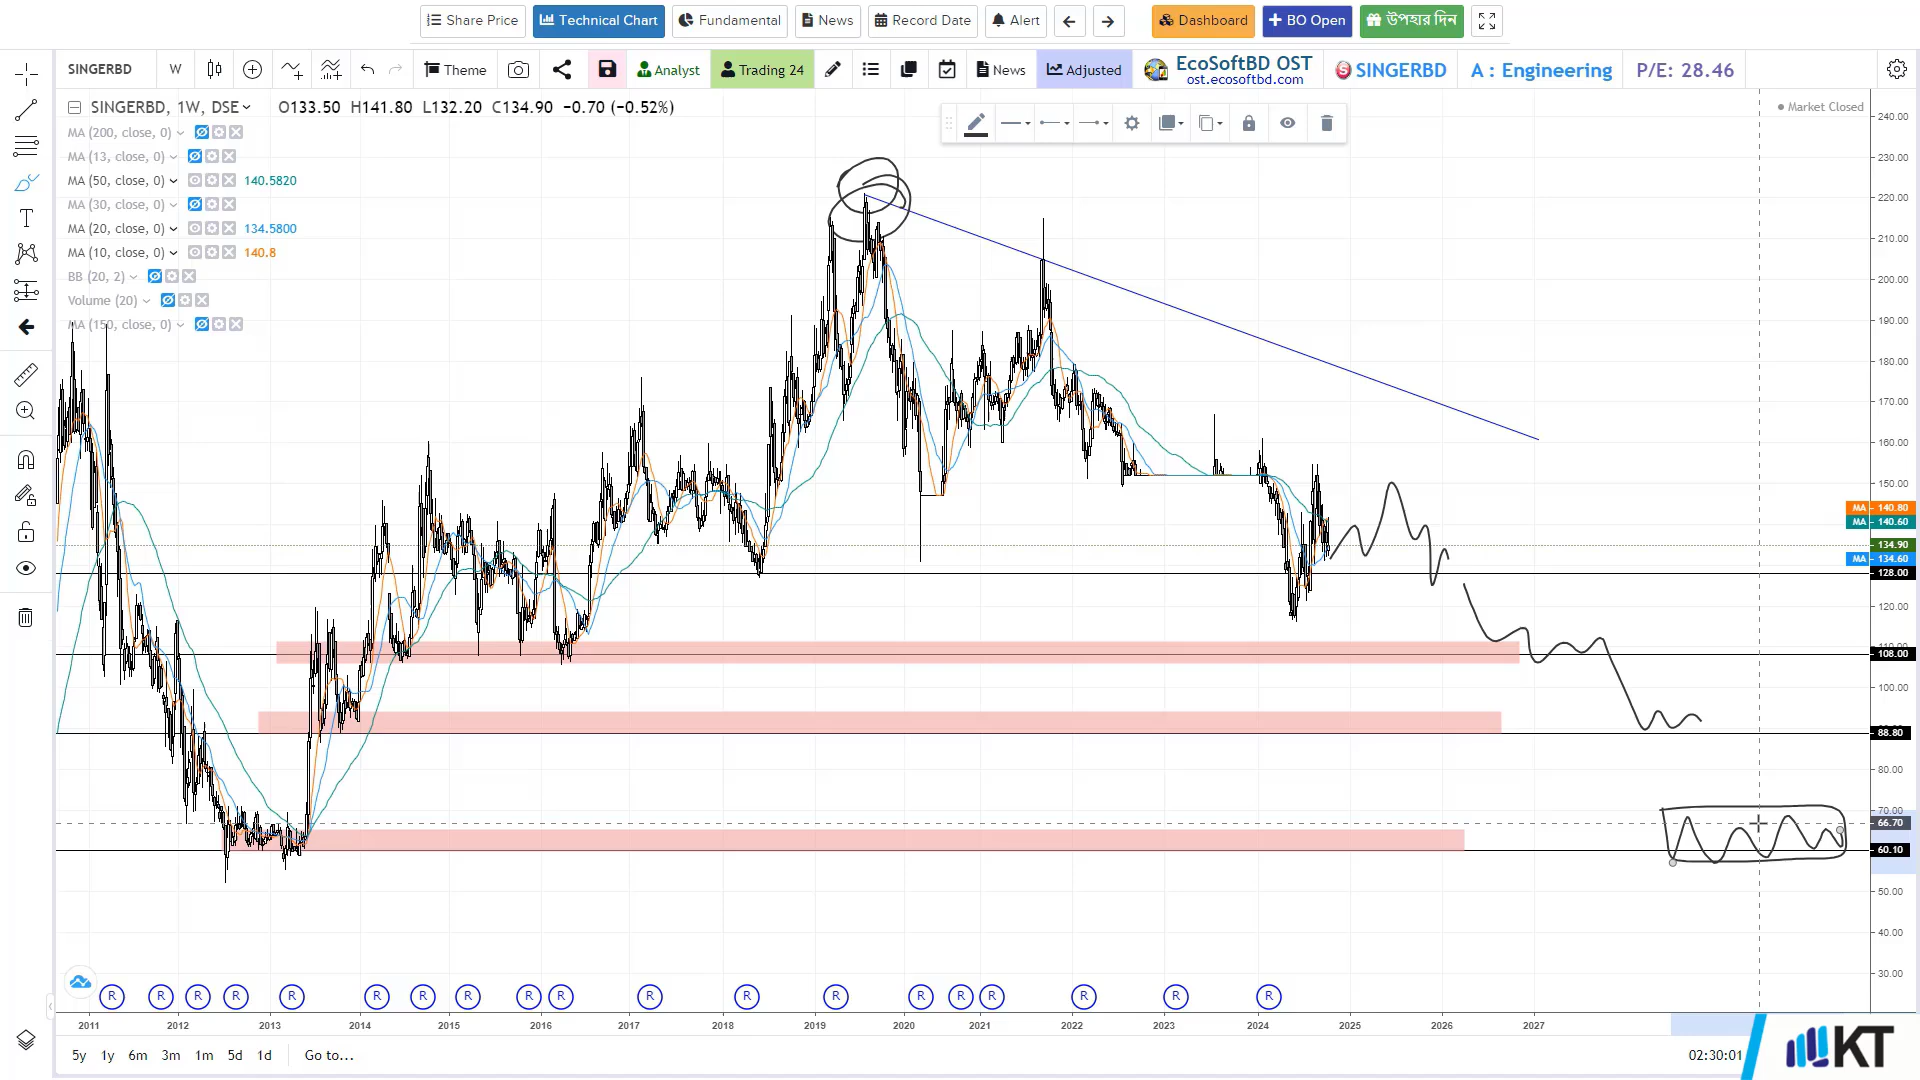 Share Price Technical Chart Fundamental News Record Date Alert Dashboard BO Open উপহার দিন
SINGERBD W Theme Analyst Trading 24 News Adjusted EcoSoftBD OST SINGERBD A : Engineering P/E: 28.46
ost.ecosoftbd.com
SINGERBD, 1W, DSE O133.50 H141.80 L132.20 C134.90 −0.70 (−0.52%) Market Closed
MA (200, close, 0)
MA (13, close, 0)
MA (50, close, 0) 140.5820
MA (30, close, 0)
MA (20, close, 0) 134.5800
MA (10, close, 0) 140.8
BB (20, 2)
Volume (20)
MA (150, close, 0)
240.00
230.00
220.00
210.00
200.00
190.00
180.00
170.00
160.00
150.00
MA 140.80
MA 140.60
134.90
MA 134.60
128.00
120.00
108.00
100.00
88.80
80.00
70.00
66.70
60.10
50.00
40.00
30.00
R R R R R R R R R R R R R R R R R R R
2011 2012 2013 2014 2015 2016 2017 2018 2019 2020 2021 2022 2023 2024 2025 2026 2027
5y 1y 6m 3m 1m 5d 1d Go to... 02:30:01
KT